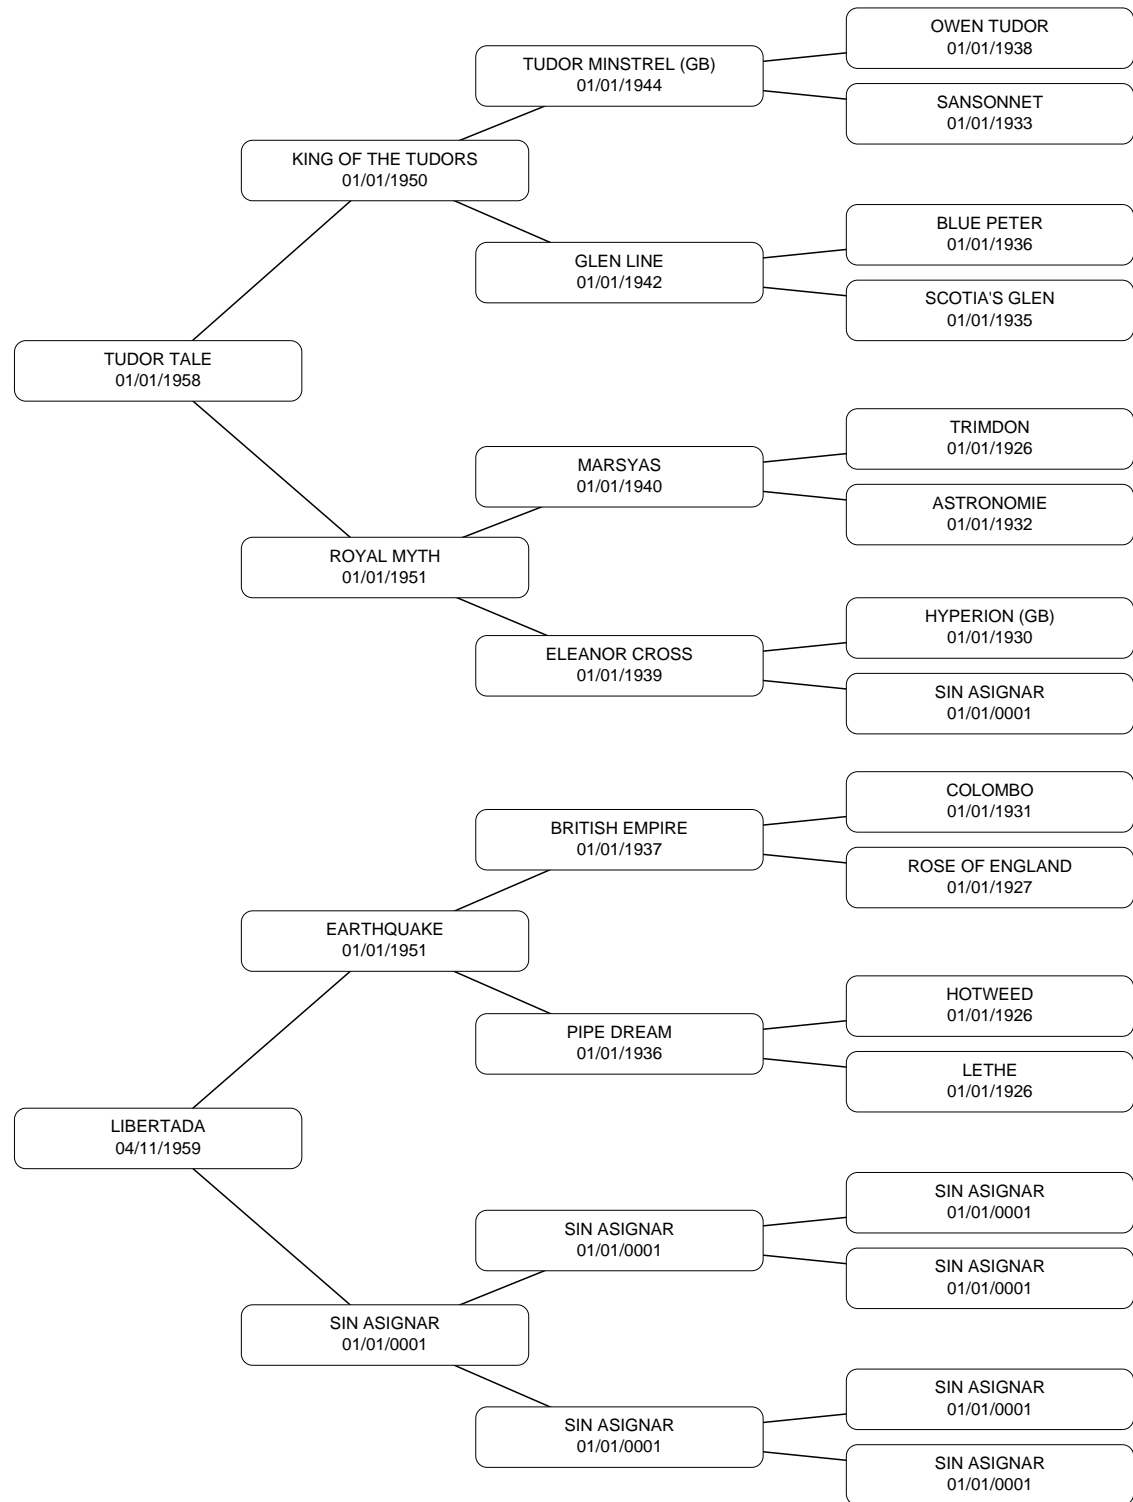 OWEN TUDOR
01/01/1938
TUDOR MINSTREL (GB)
01/01/1944
SANSONNET
01/01/1933
KING OF THE TUDORS
01/01/1950
BLUE PETER
01/01/1936
GLEN LINE
01/01/1942
SCOTIA'S GLEN
01/01/1935
TUDOR TALE
01/01/1958
TRIMDON
01/01/1926
MARSYAS
01/01/1940
ASTRONOMIE
01/01/1932
ROYAL MYTH
01/01/1951
HYPERION (GB)
01/01/1930
ELEANOR CROSS
01/01/1939
SIN ASIGNAR
01/01/0001
COLOMBO
01/01/1931
BRITISH EMPIRE
01/01/1937
ROSE OF ENGLAND
01/01/1927
EARTHQUAKE
01/01/1951
HOTWEED
01/01/1926
PIPE DREAM
01/01/1936
LETHE
01/01/1926
LIBERTADA
04/11/1959
SIN ASIGNAR
01/01/0001
SIN ASIGNAR
01/01/0001
SIN ASIGNAR
01/01/0001
SIN ASIGNAR
01/01/0001
SIN ASIGNAR
01/01/0001
SIN ASIGNAR
01/01/0001
SIN ASIGNAR
01/01/0001